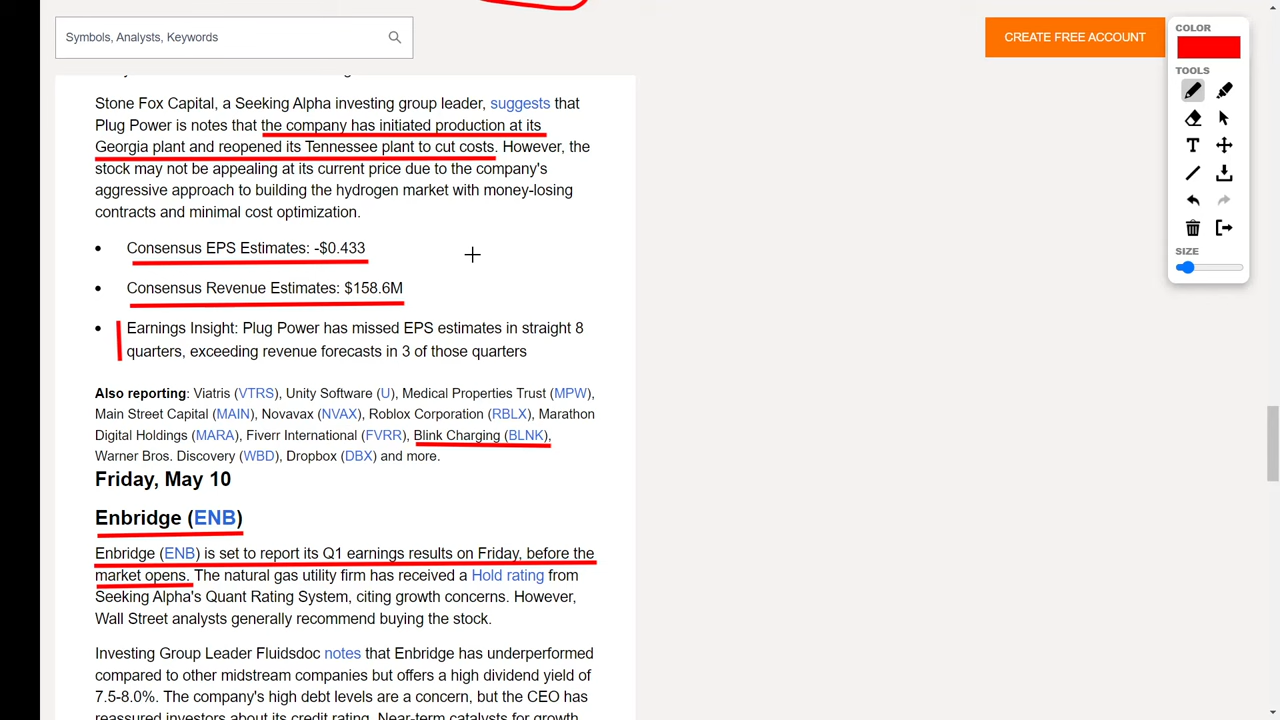 Symbols, Analysts, Keywords
CREATE FREE ACCOUNT
COLOR
TOOLS
SIZE
Stone Fox Capital, a Seeking Alpha investing group leader, suggests that
Plug Power is notes that the company has initiated production at its
Georgia plant and reopened its Tennessee plant to cut costs. However, the
stock may not be appealing at its current price due to the company's
aggressive approach to building the hydrogen market with money-losing
contracts and minimal cost optimization.
• Consensus EPS Estimates: -$0.433
• Consensus Revenue Estimates: $158.6M
• Earnings Insight: Plug Power has missed EPS estimates in straight 8
quarters, exceeding revenue forecasts in 3 of those quarters
Also reporting: Viatris (VTRS), Unity Software (U), Medical Properties Trust (MPW),
Main Street Capital (MAIN), Novavax (NVAX), Roblox Corporation (RBLX), Marathon
Digital Holdings (MARA), Fiverr International (FVRR), Blink Charging (BLNK),
Warner Bros. Discovery (WBD), Dropbox (DBX) and more.
Friday, May 10
Enbridge (ENB)
Enbridge (ENB) is set to report its Q1 earnings results on Friday, before the
market opens. The natural gas utility firm has received a Hold rating from
Seeking Alpha's Quant Rating System, citing growth concerns. However,
Wall Street analysts generally recommend buying the stock.
Investing Group Leader Fluidsdoc notes that Enbridge has underperformed
compared to other midstream companies but offers a high dividend yield of
7.5-8.0%. The company's high debt levels are a concern, but the CEO has
reassured investors about its credit rating. Near-term catalysts for growth